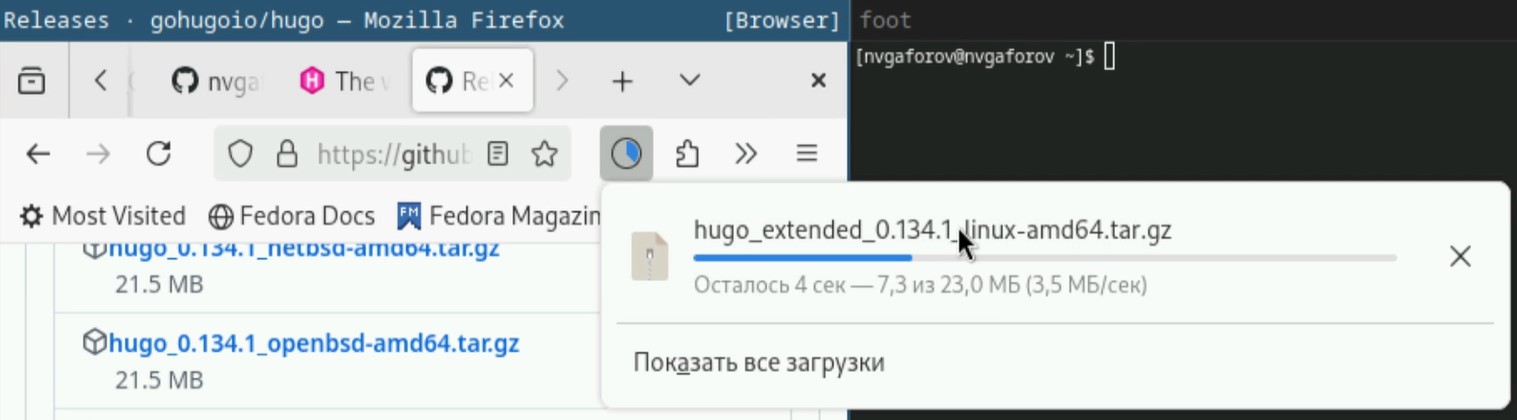 Releases · gohugoio/hugo — Mozilla Firefox [Browser]
foot
[nvgaforov@nvgaforov ~]$
nvga
The
Re
https://github
Most Visited Fedora Docs Fedora Magazin
hugo_0.134.1_netbsd-amd64.tar.gz
21.5 MB
hugo_0.134.1_openbsd-amd64.tar.gz
21.5 MB
hugo_extended_0.134.1_linux-amd64.tar.gz
Осталось 4 сек — 7,3 из 23,0 МБ (3,5 МБ/сек)
Показать все загрузки